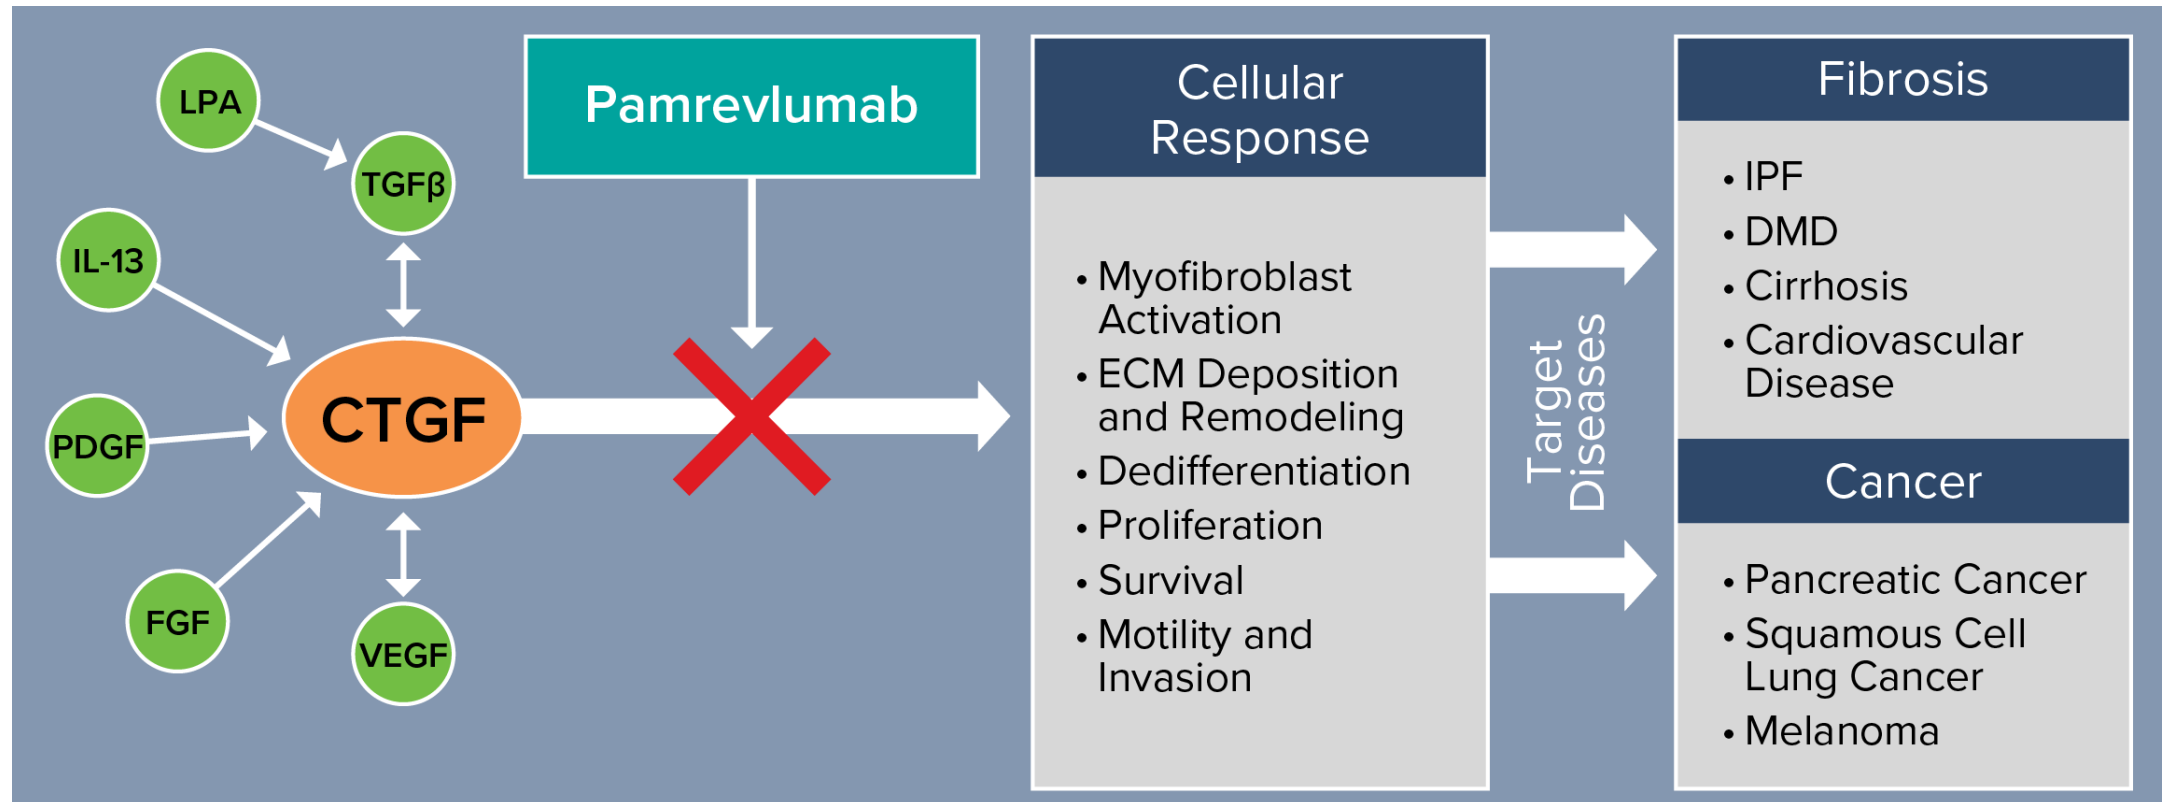 LPA
TGFβ
IL-13
PDGF
CTGF
FGF
VEGF
Pamrevlumab
Cellular
Response
• Myofibroblast
Activation
• ECM Deposition
and Remodeling
• Dedifferentiation
• Proliferation
• Survival
• Motility and
Invasion
Target
Diseases
Fibrosis
• IPF
• DMD
• Cirrhosis
• Cardiovascular
Disease
Cancer
• Pancreatic Cancer
• Squamous Cell
Lung Cancer
• Melanoma